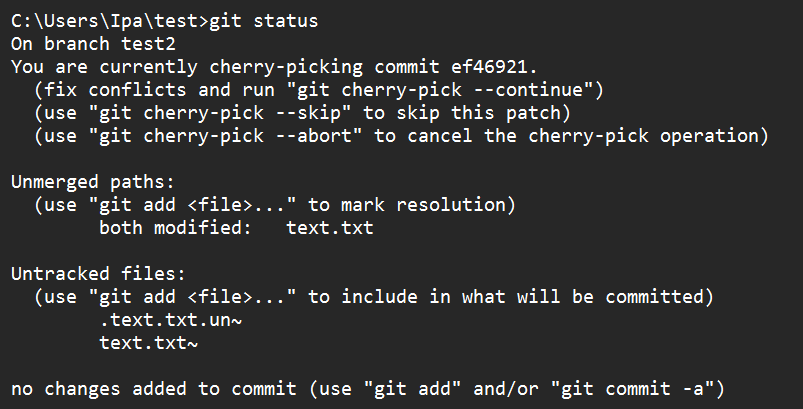 C:\Users\Ipa\test>git status
On branch test2
You are currently cherry-picking commit ef46921.
  (fix conflicts and run "git cherry-pick --continue")
  (use "git cherry-pick --skip" to skip this patch)
  (use "git cherry-pick --abort" to cancel the cherry-pick operation)

Unmerged paths:
  (use "git add <file>..." to mark resolution)
        both modified:   text.txt

Untracked files:
  (use "git add <file>..." to include in what will be committed)
        .text.txt.un~
        text.txt~

no changes added to commit (use "git add" and/or "git commit -a")